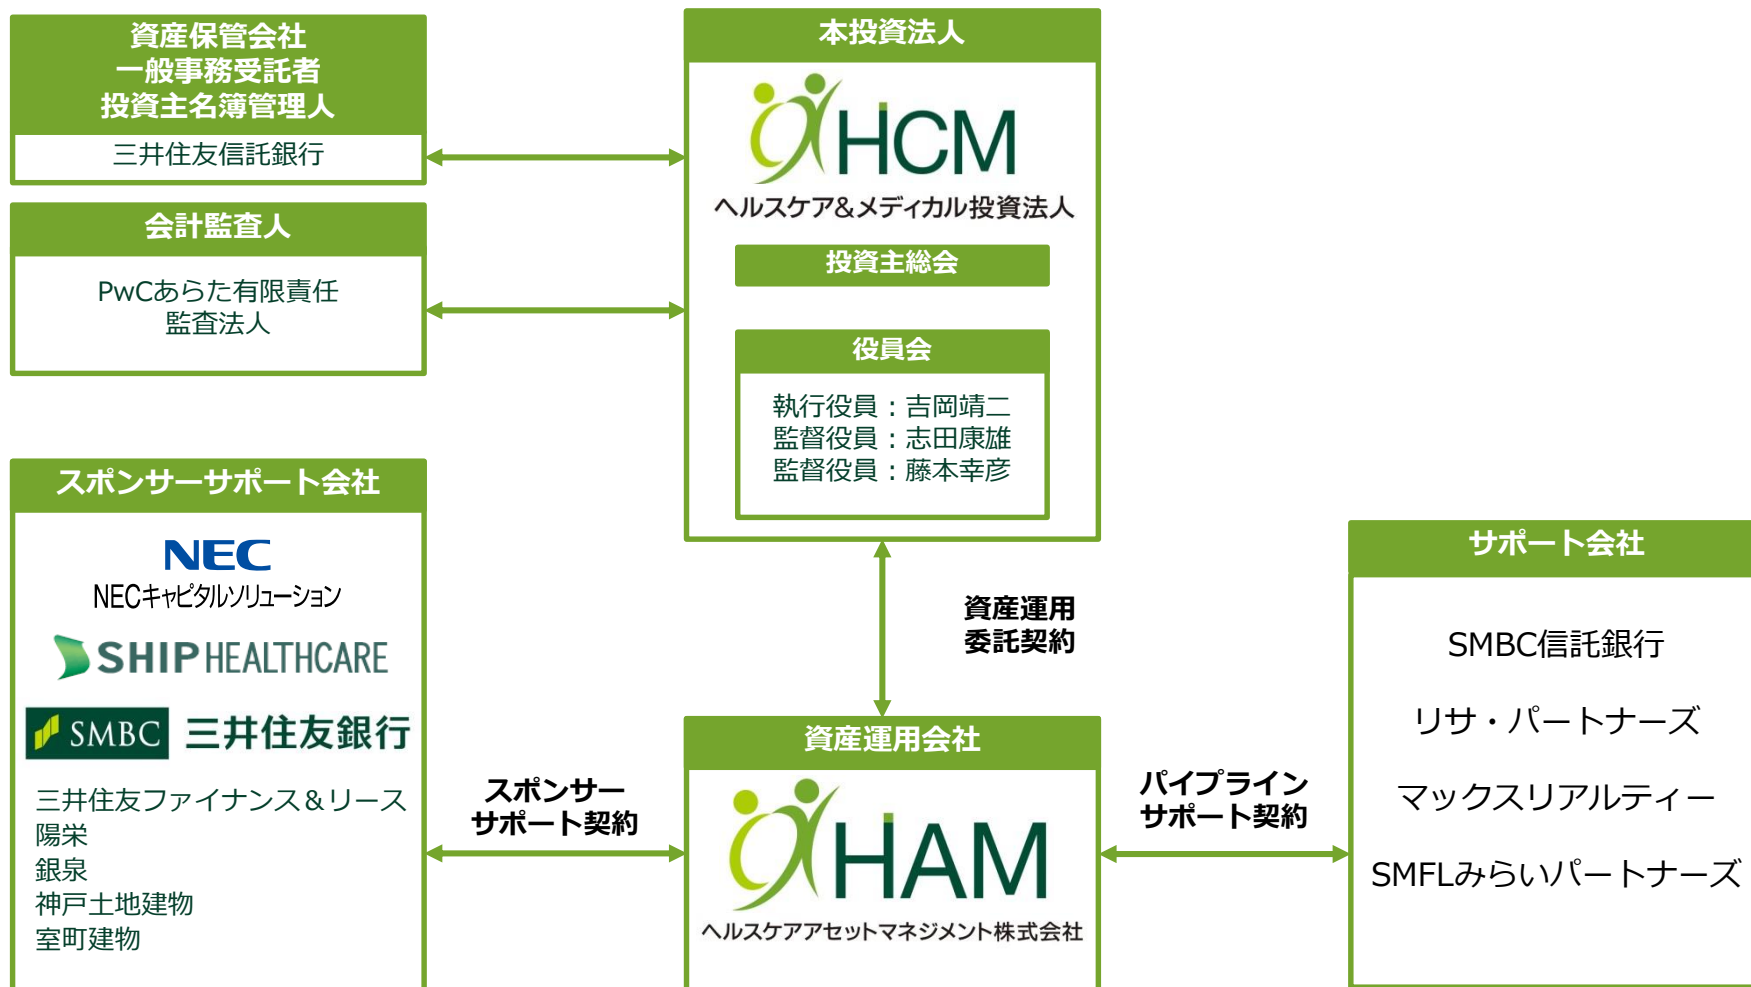 資産保管会社
一般事務受託者
投資主名簿管理人
三井住友信託銀行
会計監査人
PwCあらた有限責任
監査法人
本投資法人
HCM
ヘルスケア&メディカル投資法人
投資主総会
役員会
執行役員：吉岡靖二
監督役員：志田康雄
監督役員：藤本幸彦
スポンサーサポート会社
NEC
NECキャピタルソリューション
SHIP HEALTHCARE
SMBC 三井住友銀行
三井住友ファイナンス＆リース
陽栄
銀泉
神戸土地建物
室町建物
スポンサー
サポート契約
資産運用
委託契約
資産運用会社
HAM
ヘルスケアアセットマネジメント株式会社
パイプライン
サポート契約
サポート会社
SMBC信託銀行
リサ・パートナーズ
マックスリアルティー
SMFLみらいパートナーズ